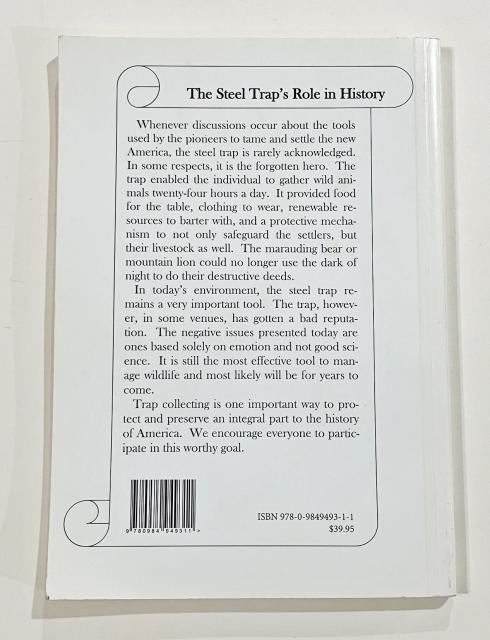 The Steel Trap's Role in History
Whenever discussions occur about the tools
used by the pioneers to tame and settle the new
America, the steel trap is rarely acknowledged.
In some respects, it is the forgotten hero. The
trap enabled the individual to gather wild ani-
mals twenty-four hours a day. It provided food
for the table, clothing to wear, renewable re-
sources to barter with, and a protective mecha-
nism to not only safeguard the settlers, but
their livestock as well. The marauding bear or
mountain lion could no longer use the dark of
night to do their destructive deeds.
In today's environment, the steel trap re-
mains a very important tool. The trap, howev-
er, in some venues, has gotten a bad reputa-
tion. The negative issues presented today are
ones based solely on emotion and not good sci-
ence. It is still the most effective tool to man-
age wildlife and most likely will be for years to
come.
Trap collecting is one important way to pro-
tect and preserve an integral part to the history
of America. We encourage everyone to partic-
ipate in this worthy goal.
ISBN 978-0-9849493-1-1
$39.95
9 780984 949311 >